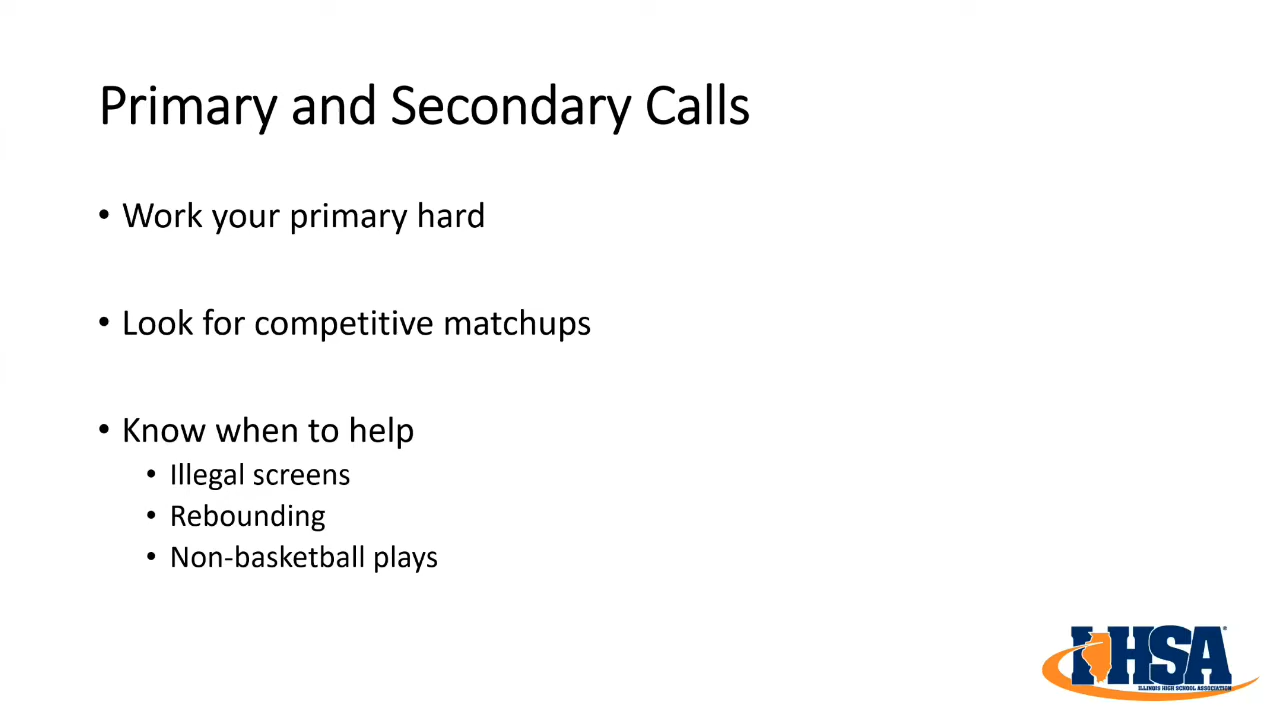 Primary and Secondary Calls
• Work your primary hard
• Look for competitive matchups
• Know when to help
• Illegal screens
• Rebounding
• Non-basketball plays
IHSA
ILLINOIS HIGH SCHOOL ASSOCIATION